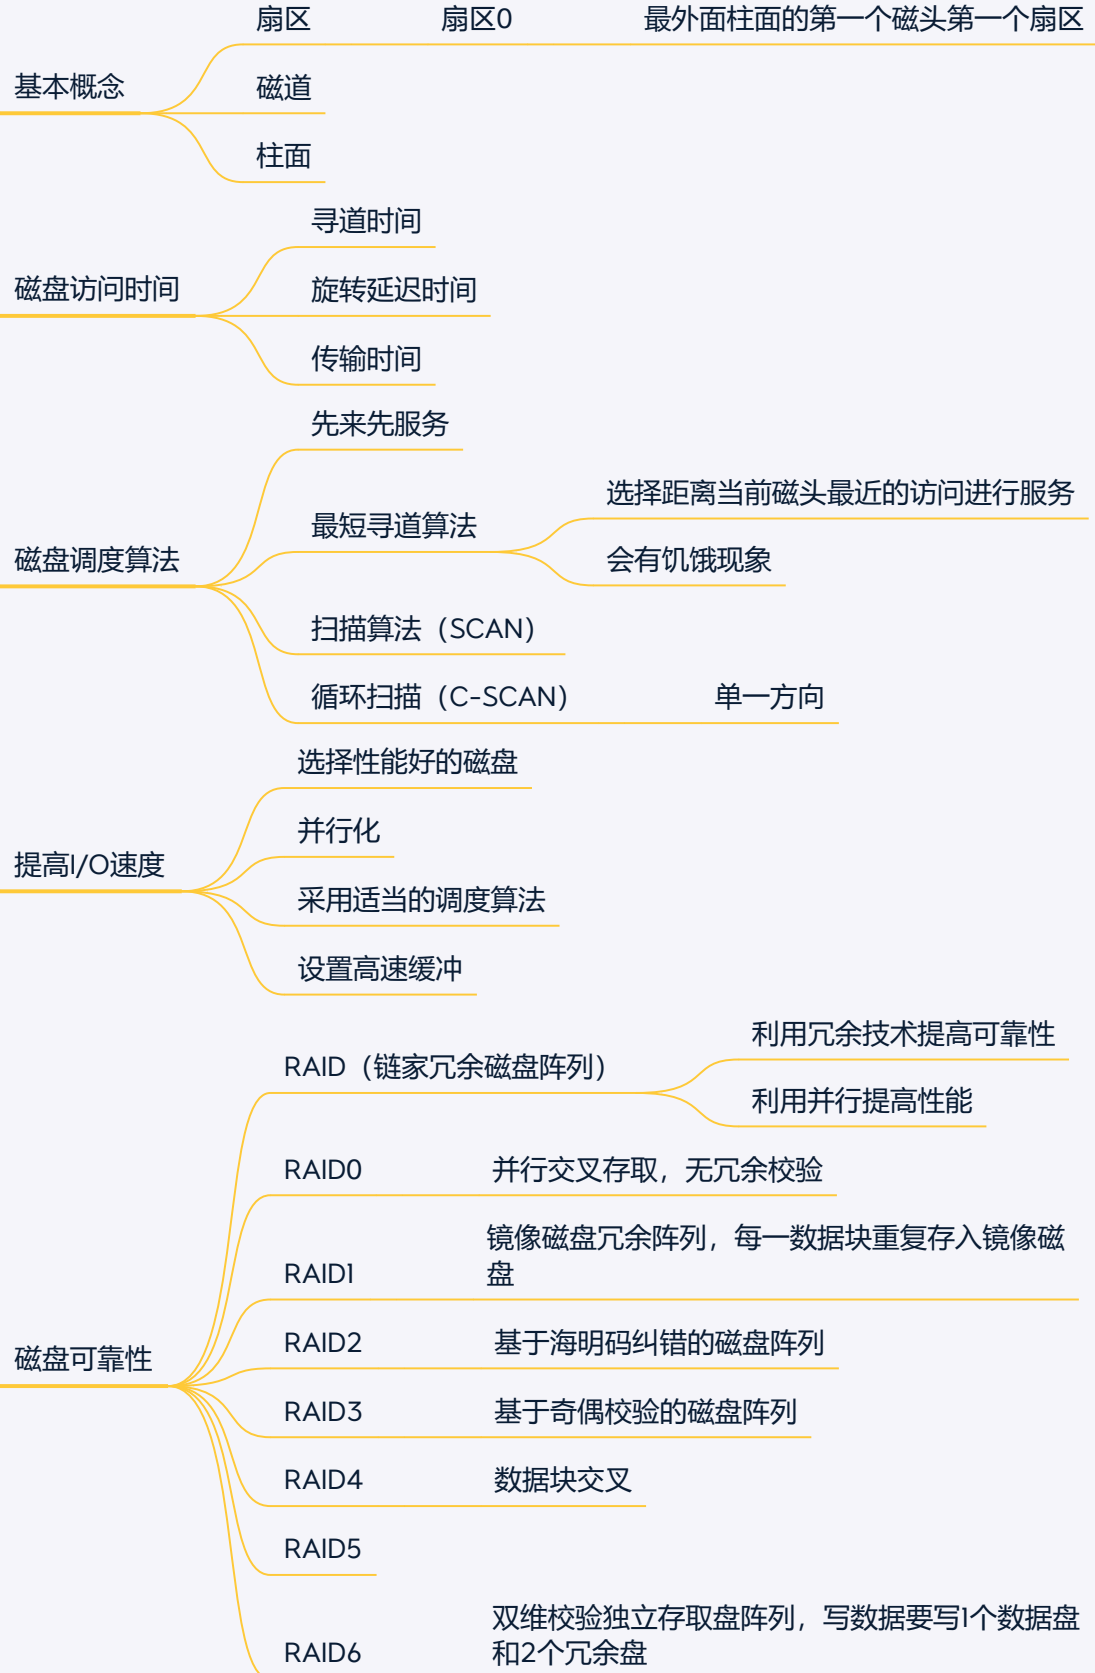 扇区 扇区0 最外面柱面的第一个磁头第一个扇区
基本概念
磁道
柱面
寻道时间
磁盘访问时间
旋转延迟时间
传输时间
先来先服务
选择距离当前磁头最近的访问进行服务
最短寻道算法
会有饥饿现象
磁盘调度算法
扫描算法（SCAN）
循环扫描（C-SCAN） 单一方向
选择性能好的磁盘
并行化
提高I/O速度
采用适当的调度算法
设置高速缓冲
利用冗余技术提高可靠性
RAID（链家冗余磁盘阵列）
利用并行提高性能
RAID0 并行交叉存取，无冗余校验
镜像磁盘冗余阵列，每一数据块重复存入镜像磁
盘
RAID1
RAID2 基于海明码纠错的磁盘阵列
磁盘可靠性
RAID3 基于奇偶校验的磁盘阵列
RAID4 数据块交叉
RAID5
双维校验独立存取盘阵列，写数据要写1个数据盘
和2个冗余盘
RAID6